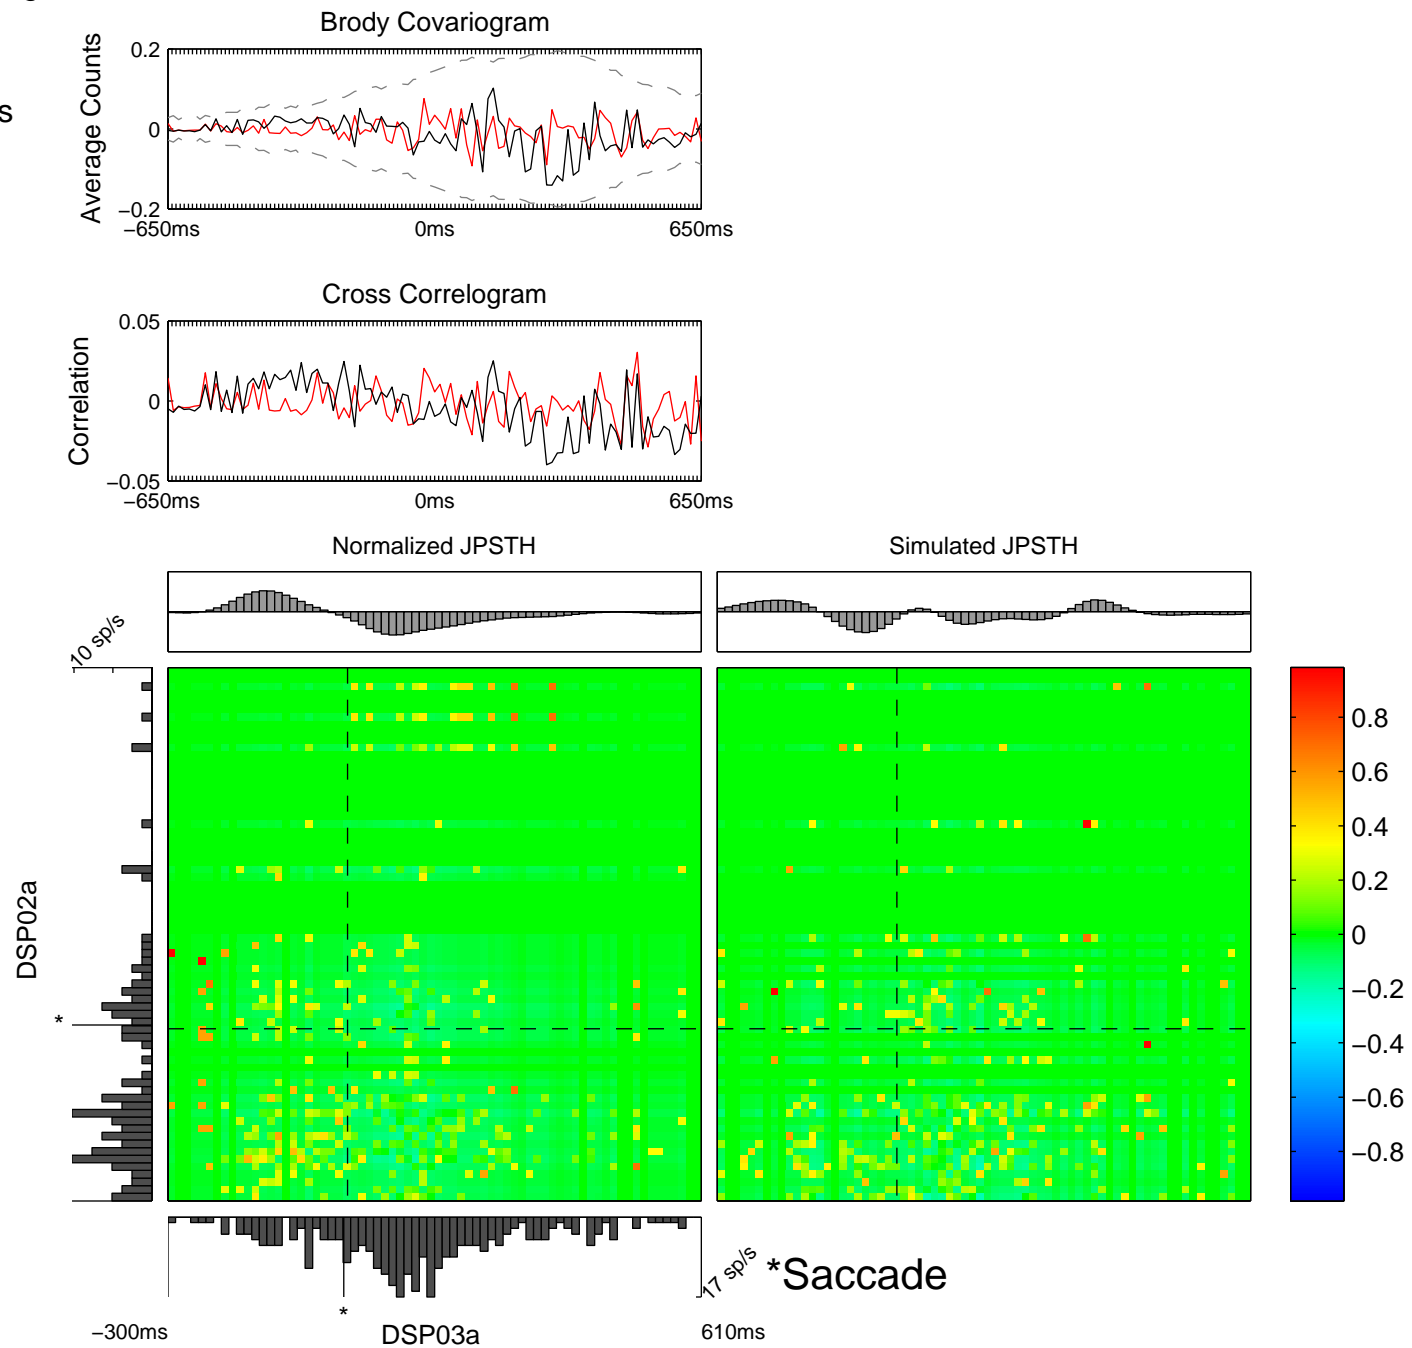 Brody Covariogram
Average Counts
0.2
0
−0.2
−650ms
0ms
650ms
s
Cross Correlogram
Correlation
0.05
0
−0.05
−650ms
0ms
650ms
Normalized JPSTH
Simulated JPSTH
10 sp/s
DSP02a
*
0.8
0.6
0.4
0.2
0
−0.2
−0.4
−0.6
−0.8
17 sp/s
*Saccade
*
−300ms
DSP03a
610ms